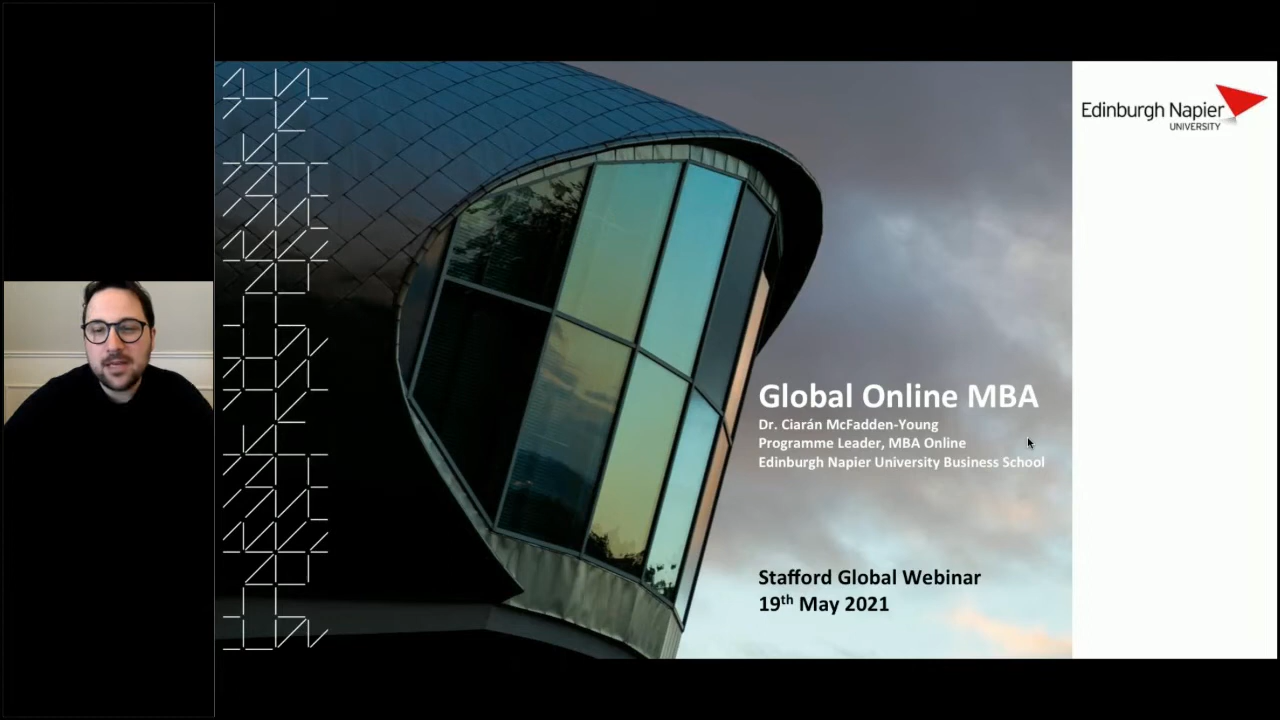 Edinburgh Napier
UNIVERSITY
Global Online MBA
Dr. Ciarán McFadden-Young
Programme Leader, MBA Online
Edinburgh Napier University Business School
Stafford Global Webinar
19th May 2021